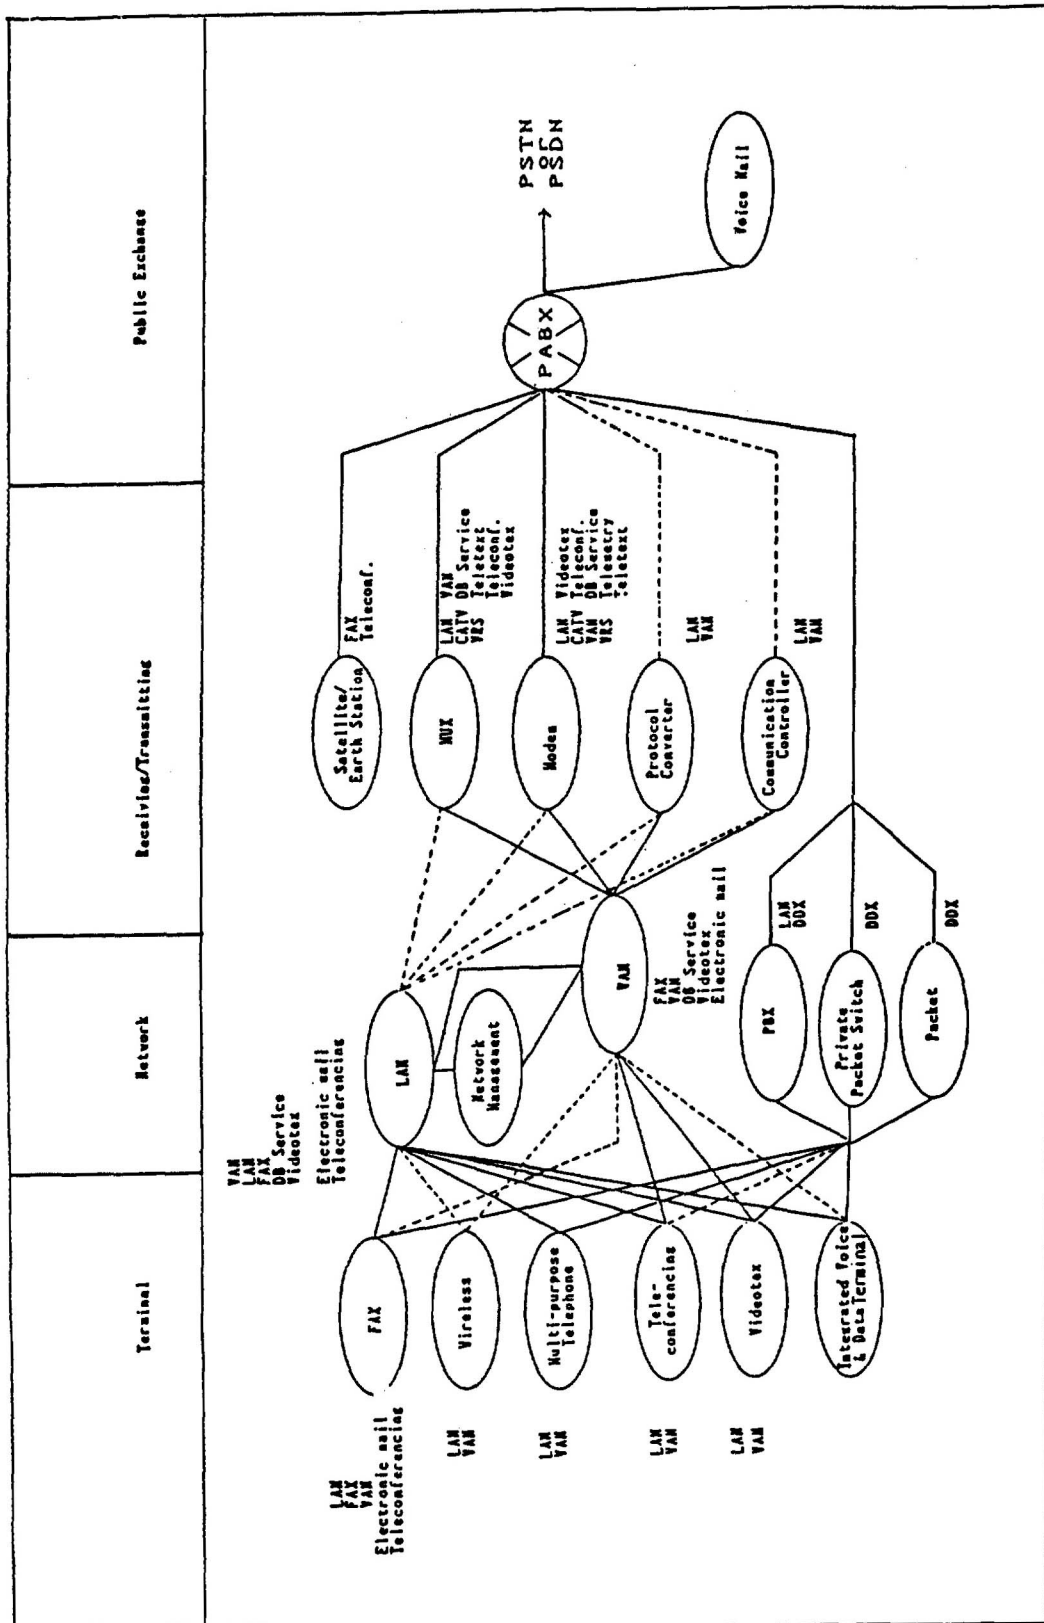 Terminal
Network
Receiving/Transmitting
Public Exchange
LAN
FAX
VAN
Electronic mail
Teleconferencing
FAX
LAN
VAN
Wireless
LAN
VAN
Multi-purpose
Telephone
LAN
VAN
Tele-
conferencing
LAN
VAN
Videotex
Integrated Voice
& Data Terminal
VAN
LAN
FAX
DB Service
Videotex
Electronic mail
Teleconferencing
LAN
Network
Management
VAN
FAX
VAN
DB Service
Videotex
Electronic mail
PBX
LAN
DDX
Private
Packet Switch
DDX
Packet
DDX
Satellite/
Earth Station
FAX
Teleconf.
MUX
LAN VAN
CATV DB Service
VRS Teletext
Teleconf.
Videotex
Modem
LAN Videotex
CATV Teleconf.
VAN DB Service
VRS Telemetry
Teletext
Protocol
Converter
LAN
VAN
Communication
Controller
LAN
VAN
PABX
PSTN
or
PSDN
Voice Mail